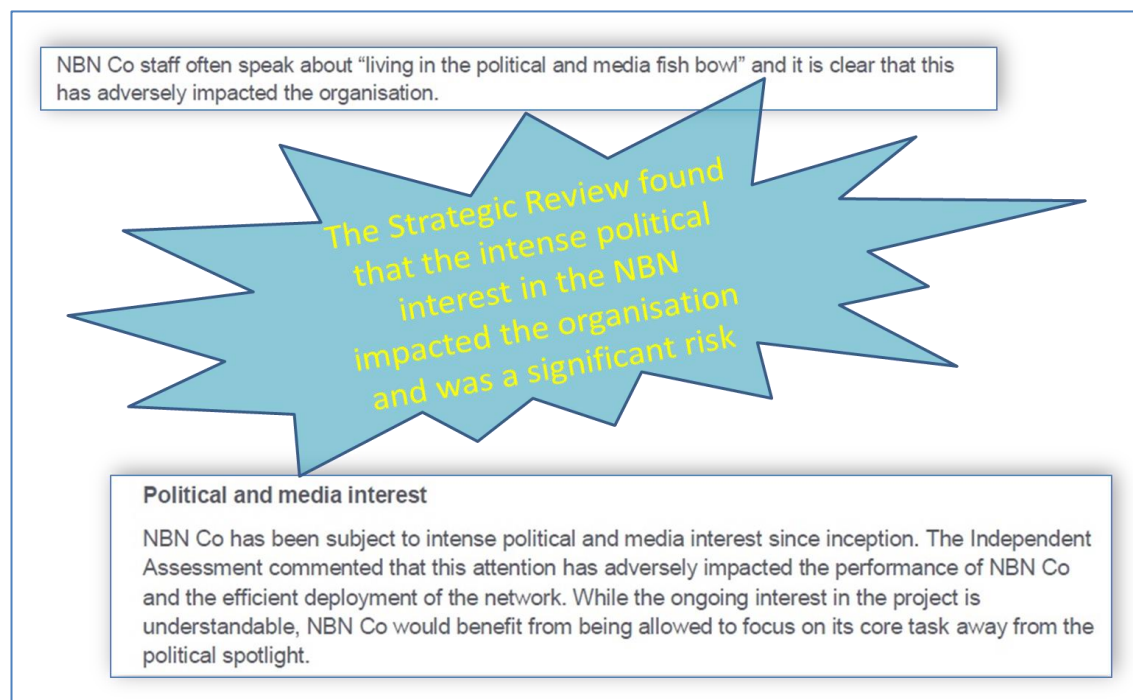 NBN Co staff often speak about “living in the political and media fish bowl” and it is clear that this
has adversely impacted the organisation.
The Strategic Review found
that the intense political
interest in the NBN
impacted the organisation
and was a significant risk
Political and media interest
NBN Co has been subject to intense political and media interest since inception. The Independent
Assessment commented that this attention has adversely impacted the performance of NBN Co
and the efficient deployment of the network. While the ongoing interest in the project is
understandable, NBN Co would benefit from being allowed to focus on its core task away from the
political spotlight.